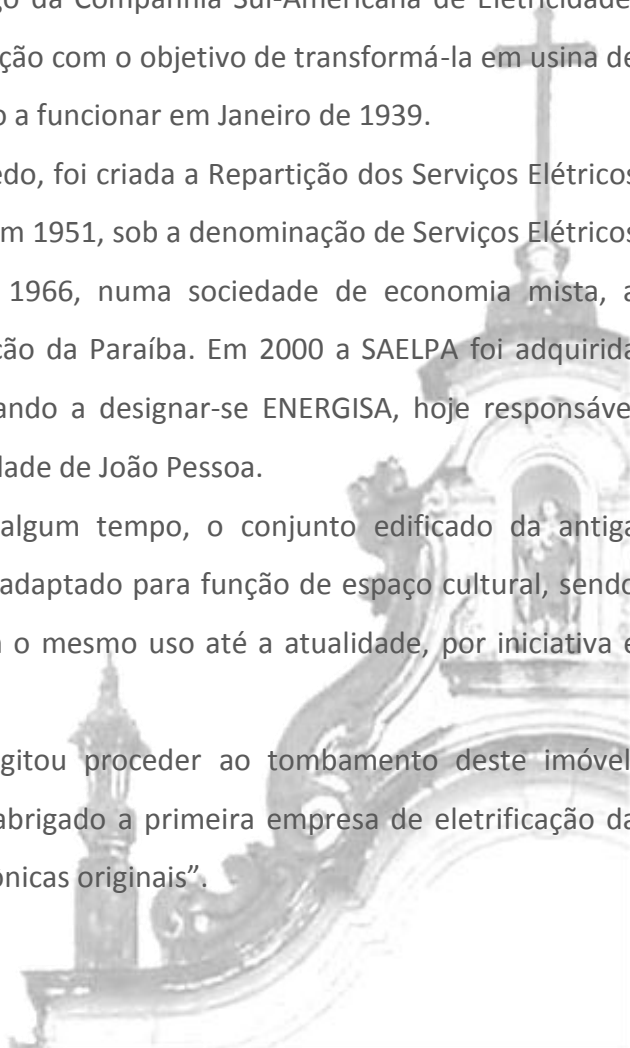 go da Companhia Sul-Americana de Eletricidade
ção com o objetivo de transformá-la em usina de
o a funcionar em Janeiro de 1939.
edo, foi criada a Repartição dos Serviços Elétricos
m 1951, sob a denominação de Serviços Elétricos
1966, numa sociedade de economia mista, a
ção da Paraíba. Em 2000 a SAELPA foi adquirida
ando a designar-se ENERGISA, hoje responsáve
dade de João Pessoa.
algum tempo, o conjunto edificado da antiga
adaptado para função de espaço cultural, sendo
o mesmo uso até a atualidade, por iniciativa e
gitou proceder ao tombamento deste imóvel
abrigado a primeira empresa de eletrificação da
ônicas originais”.